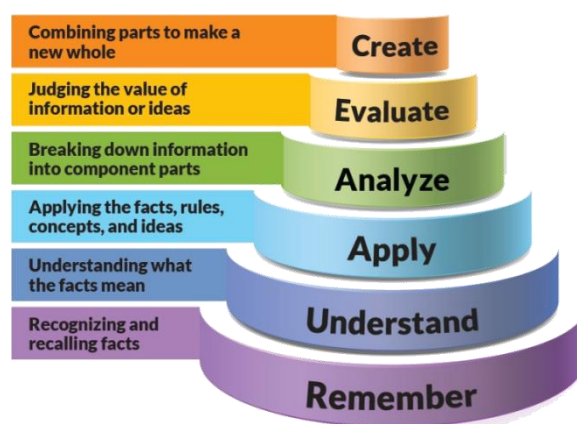 Combining parts to make a
new whole
Create
Judging the value of
information or ideas
Evaluate
Breaking down information
into component parts
Analyze
Applying the facts, rules,
concepts, and ideas
Apply
Understanding what
the facts mean
Understand
Recognizing and
recalling facts
Remember